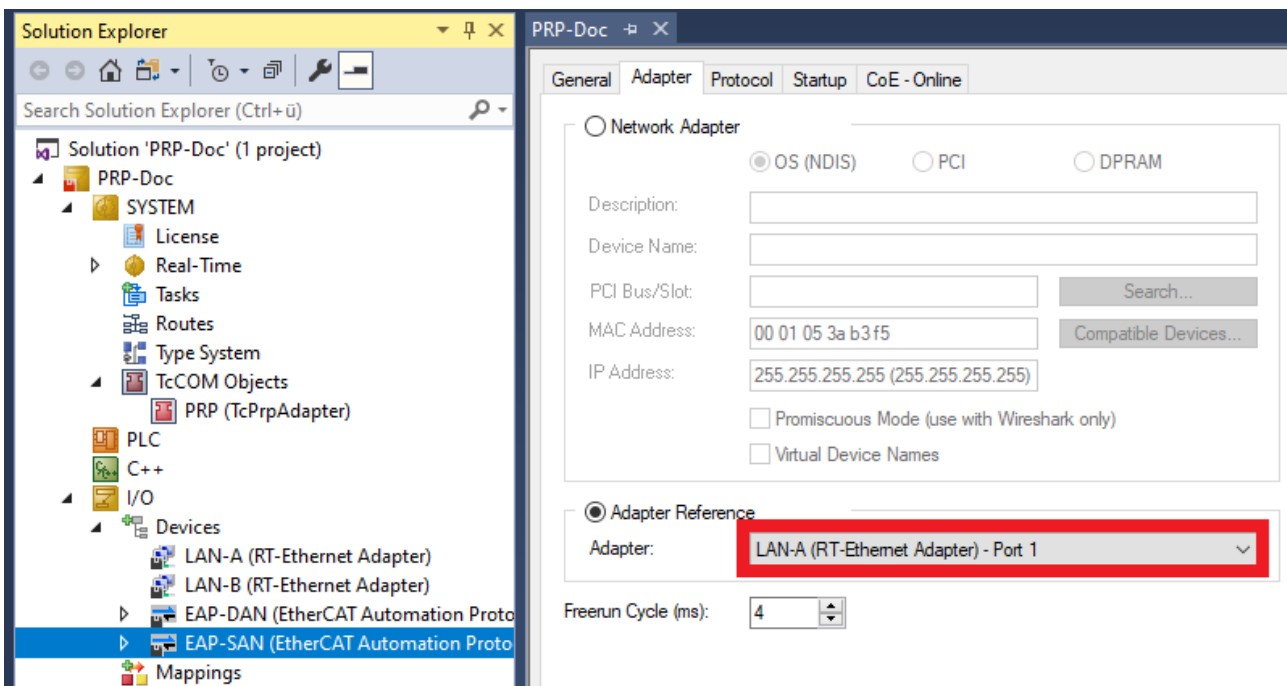 Solution Explorer
Search Solution Explorer (Ctrl+ü)
Solution 'PRP-Doc' (1 project)
PRP-Doc
SYSTEM
License
Real-Time
Tasks
Routes
Type System
TcCOM Objects
PRP (TcPrpAdapter)
PLC
C++
I/O
Devices
LAN-A (RT-Ethernet Adapter)
LAN-B (RT-Ethernet Adapter)
EAP-DAN (EtherCAT Automation Proto
EAP-SAN (EtherCAT Automation Proto
Mappings
PRP-Doc
General Adapter Protocol Startup CoE - Online
Network Adapter
OS (NDIS) PCI DPRAM
Description:
Device Name:
PCI Bus/Slot: Search...
MAC Address: 00 01 05 3a b3 f5 Compatible Devices...
IP Address: 255.255.255.255 (255.255.255.255)
Promiscuous Mode (use with Wireshark only)
Virtual Device Names
Adapter Reference
Adapter: LAN-A (RT-Ethernet Adapter) - Port 1
Freerun Cycle (ms): 4